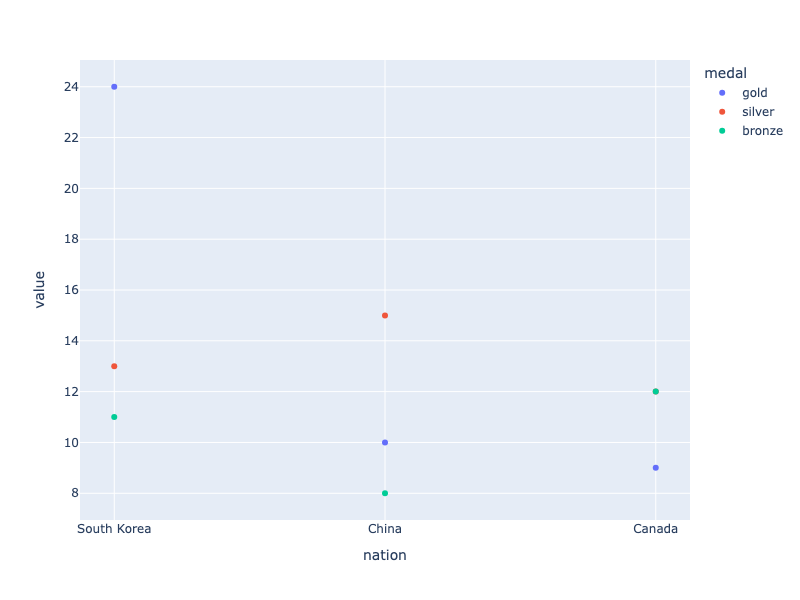 medal
gold
silver
bronze
24
22
20
18
16
14
12
10
8
value
South Korea China Canada
nation